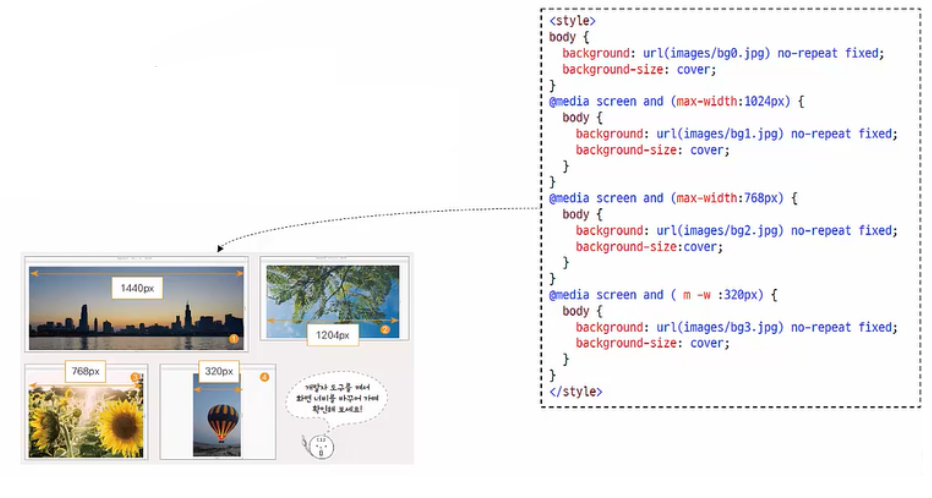 <style>
body {
background: url(images/bg0.jpg) no-repeat fixed;
background-size: cover;
}
@media screen and (max-width:1024px) {
body {
background: url(images/bg1.jpg) no-repeat fixed;
background-size: cover;
}
}
@media screen and (max-width:768px) {
body {
background: url(images/bg2.jpg) no-repeat fixed;
background-size:cover;
}
}
@media screen and ( m -w :320px) {
body {
background: url(images/bg3.jpg) no-repeat fixed;
background-size: cover;
}
}
</style>
1440px
1
1204px
2
768px
3
320px
4
개발자 도구를 켜서
화면 너비를 바꾸어 가며
확인해 보세요!